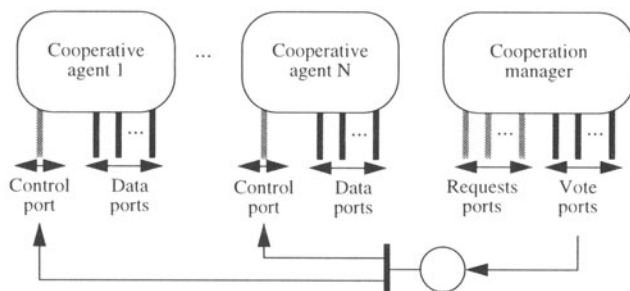 Cooperative
agent 1
...
Cooperative
agent N
Cooperation
manager
...
...
...
...
Control
port
Data
ports
Control
port
Data
ports
Requests
ports
Vote
ports